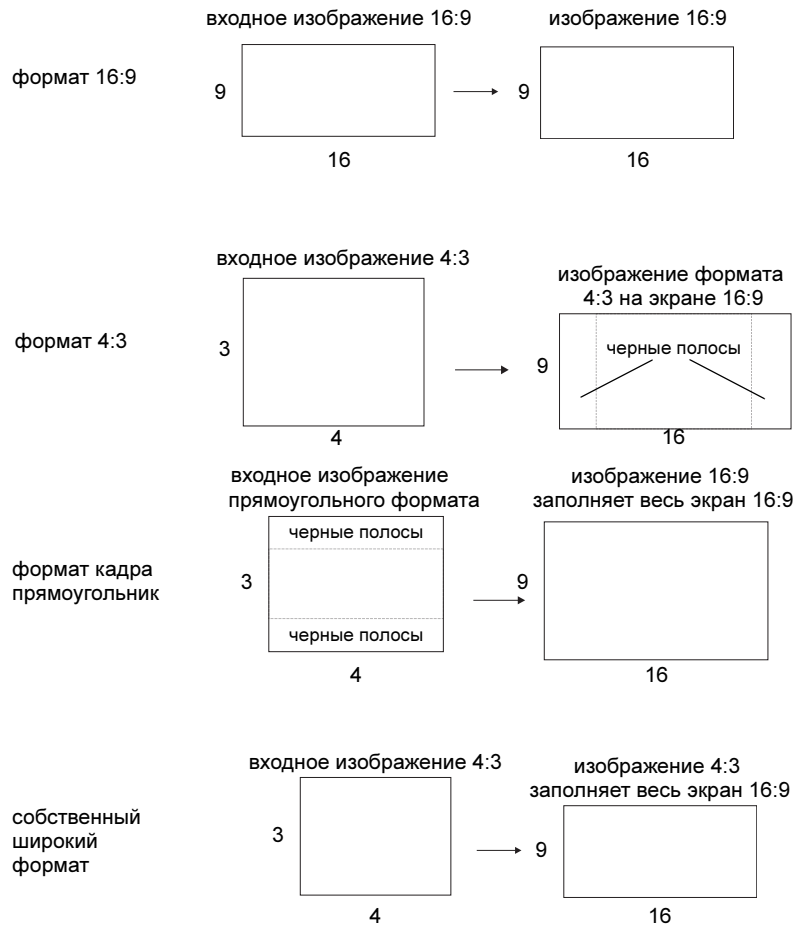 входное изображение 16:9
изображение 16:9
формат 16:9
9
9
16
16
входное изображение 4:3
изображение формата
4:3 на экране 16:9
формат 4:3
3
черные полосы
9
4
16
входное изображение
прямоугольного формата
изображение 16:9
заполняет весь экран 16:9
черные полосы
формат кадра
прямоугольник
3
9
черные полосы
4
16
входное изображение 4:3
изображение 4:3
заполняет весь экран 16:9
собственный
широкий
формат
3
9
4
16